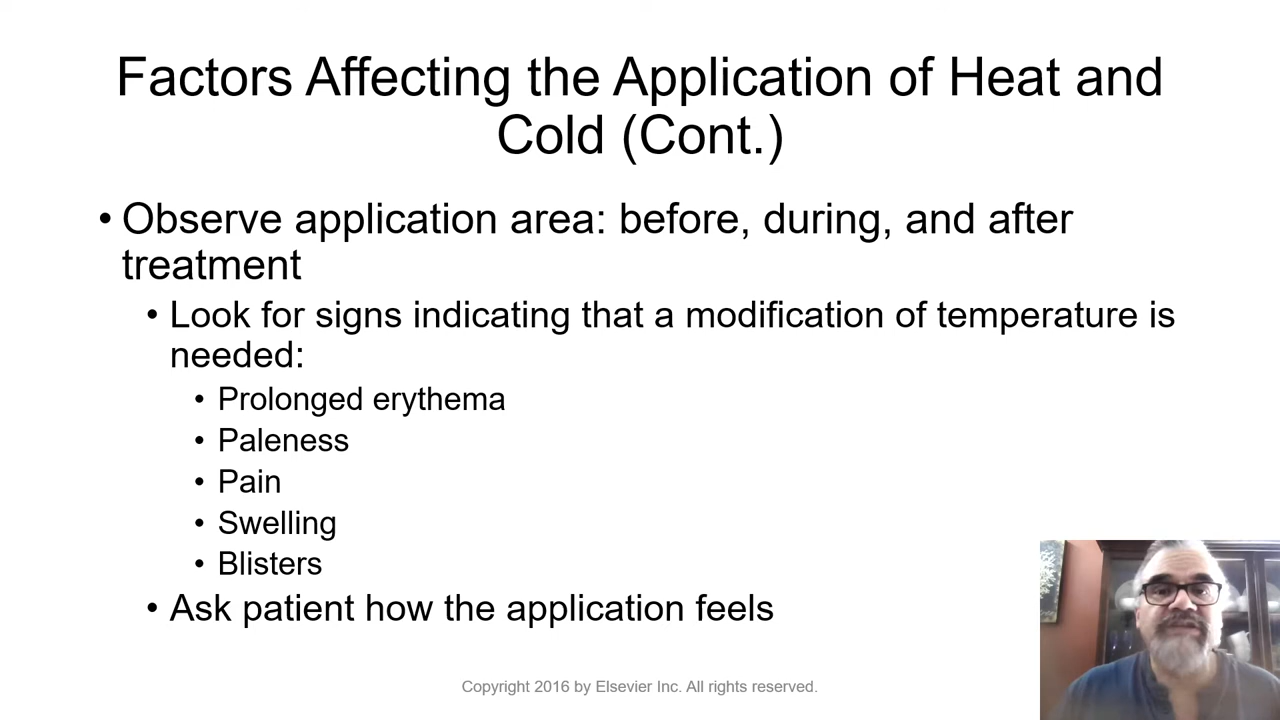 Factors Affecting the Application of Heat and
Cold (Cont.)
• Observe application area: before, during, and after
treatment
• Look for signs indicating that a modification of temperature is
needed:
• Prolonged erythema
• Paleness
• Pain
• Swelling
• Blisters
• Ask patient how the application feels
Copyright 2016 by Elsevier Inc. All rights reserved.